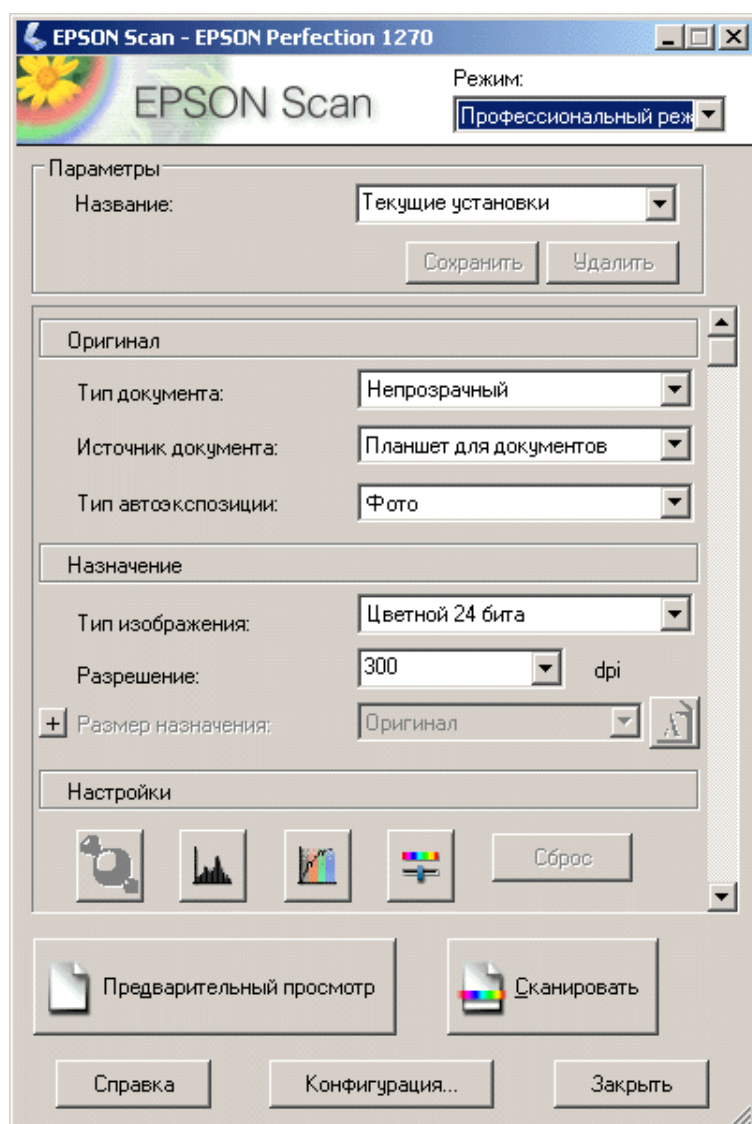 EPSON Scan - EPSON Perfection 1270
EPSON Scan
Режим:
Профессиональный реж
Параметры
Название:
Текущие установки
Сохранить
Удалить
Оригинал
Тип документа:
Непрозрачный
Источник документа:
Планшет для документов
Тип автоэкспозиции:
Фото
Назначение
Тип изображения:
Цветной 24 бита
Разрешение:
300
dpi
Размер назначения:
Оригинал
Настройки
Сброс
Предварительный просмотр
Сканировать
Справка
Конфигурация...
Закрыть